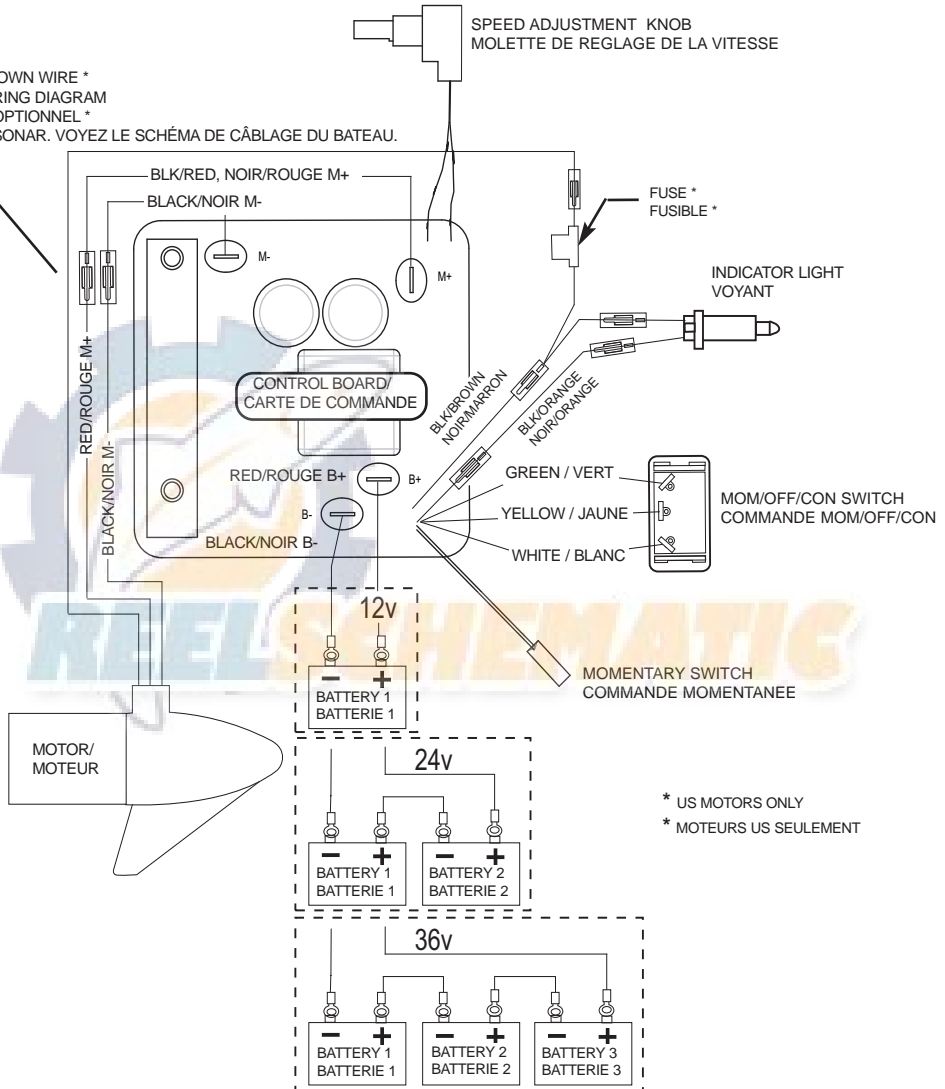 SPEED ADJUSTMENT KNOB
MOLETTE DE REGLAGE DE LA VITESSE
OWN WIRE *
RING DIAGRAM
OPTIONNEL *
SONAR. VOYEZ LE SCHÉMA DE CÂBLAGE DU BATEAU.
BLK/RED, NOIR/ROUGE M+
BLACK/NOIR M-
FUSE *
FUSIBLE *
M-
M+
INDICATOR LIGHT
VOYANT
RED/ROUGE M+
BLACK/NOIR M-
CONTROL BOARD/
CARTE DE COMMANDE
BLK/BROWN
NOIR/MARRON
BLK/ORANGE
NOIR/ORANGE
RED/ROUGE B+
B+
B-
BLACK/NOIR B-
GREEN / VERT
YELLOW / JAUNE
WHITE / BLANC
MOM/OFF/CON SWITCH
COMMANDE MOM/OFF/CON
REELSCHEMATIC
12v
BATTERY 1
BATTERIE 1
MOMENTARY SWITCH
COMMANDE MOMENTANEE
MOTOR/
MOTEUR
24v
BATTERY 1
BATTERIE 1
BATTERY 2
BATTERIE 2
* US MOTORS ONLY
* MOTEURS US SEULEMENT
36v
BATTERY 1
BATTERIE 1
BATTERY 2
BATTERIE 2
BATTERY 3
BATTERIE 3